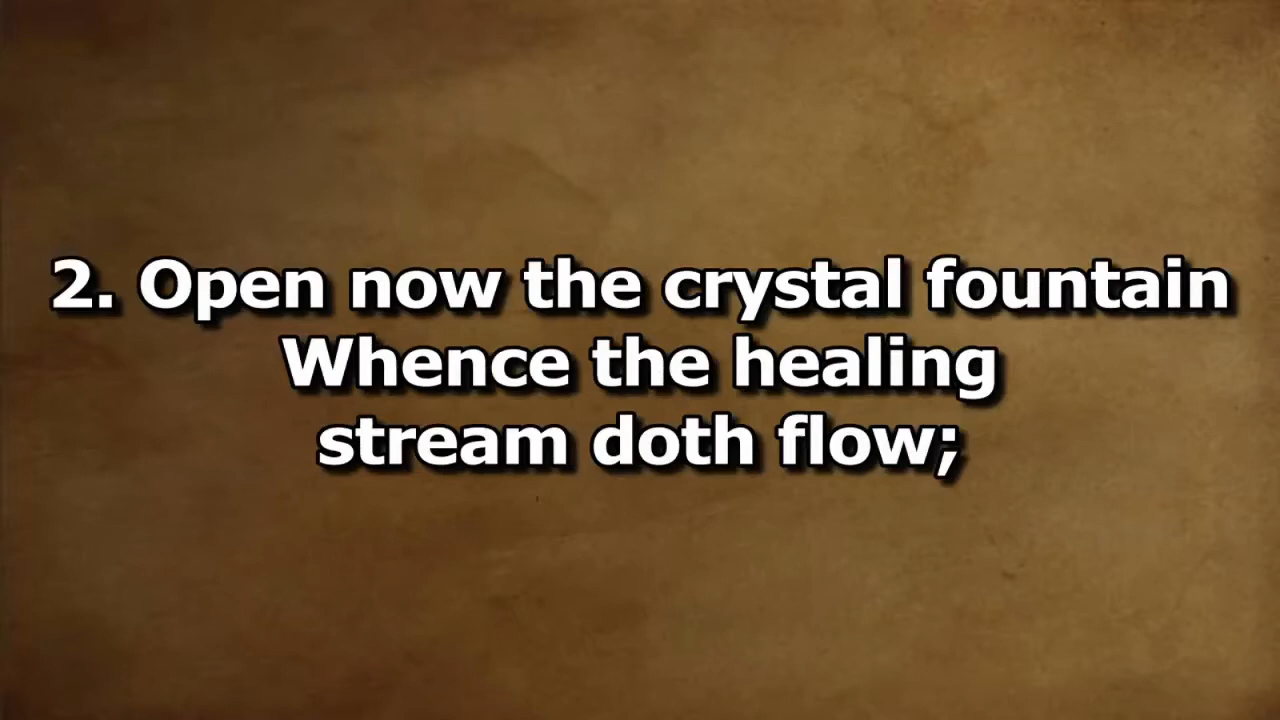 2. Open now the crystal fountain
Whence the healing
stream doth flow;